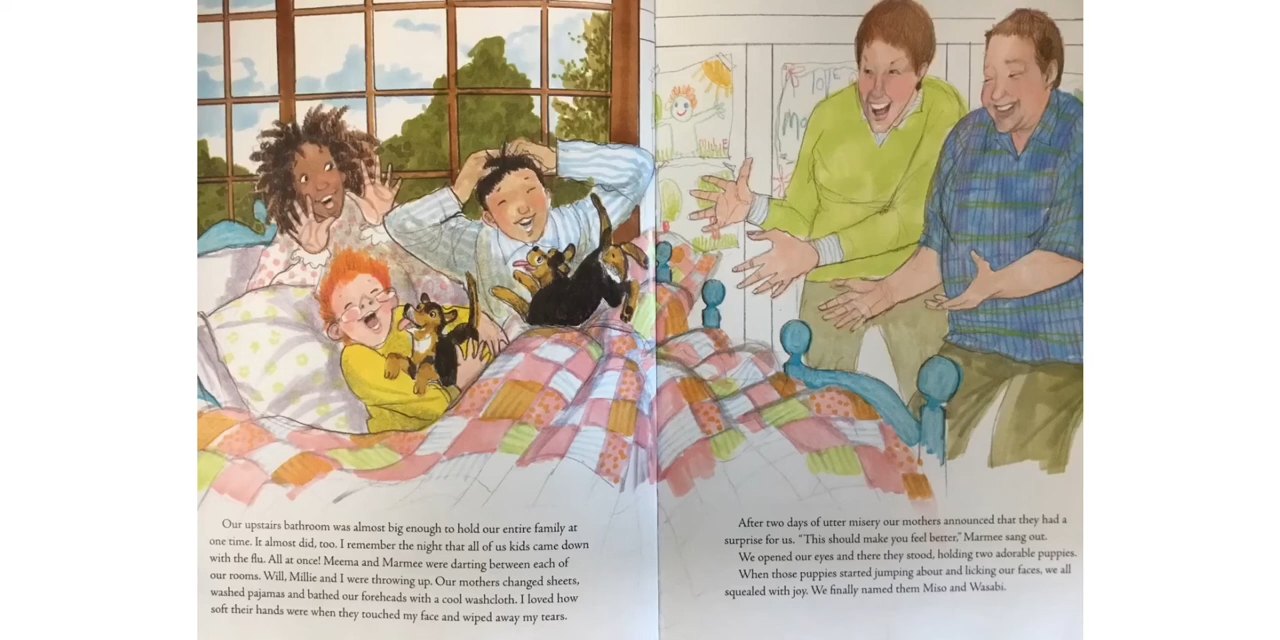 TOVE
Ma
MillIE
Our upstairs bathroom was almost big enough to hold our entire family at
one time. It almost did, too. I remember the night that all of us kids came down
with the flu. All at once! Meema and Marmee were darting between each of
our rooms. Will, Millie and I were throwing up. Our mothers changed sheets,
washed pajamas and bathed our foreheads with a cool washcloth. I loved how
soft their hands were when they touched my face and wiped away my tears.
After two days of utter misery our mothers announced that they had a
surprise for us. “This should make you feel better,” Marmee sang out.
We opened our eyes and there they stood, holding two adorable puppies.
When those puppies started jumping about and licking our faces, we all
squealed with joy. We finally named them Miso and Wasabi.